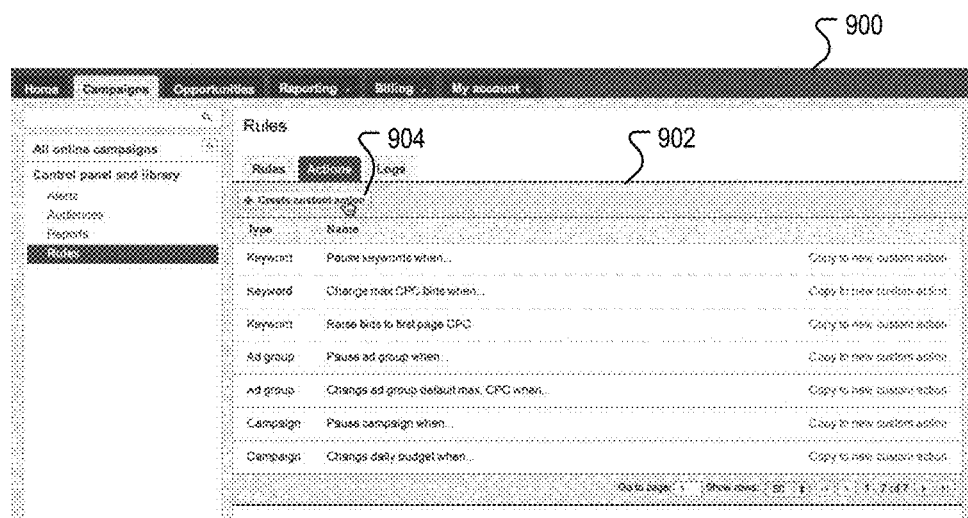 900
Home Campaigns Opportunities Reporting Billing My account
Rules
904
902
All online campaigns
Control panel and library
Alerts
Audiences
Reports
Rules
Rules Actions Logs
+ Create custom action
Type Name
Keyword Pause keywords when... Copy to new custom action
Keyword Change max CPC bids when... Copy to new custom action
Keyword Raise bids to first page CPC Copy to new custom action
Ad group Pause ad group when... Copy to new custom action
Ad group Change ad group default max. CPC when... Copy to new custom action
Campaign Pause campaign when... Copy to new custom action
Campaign Change daily budget when... Copy to new custom action
Go to page: Show rows: 50 1 - 7 of 7